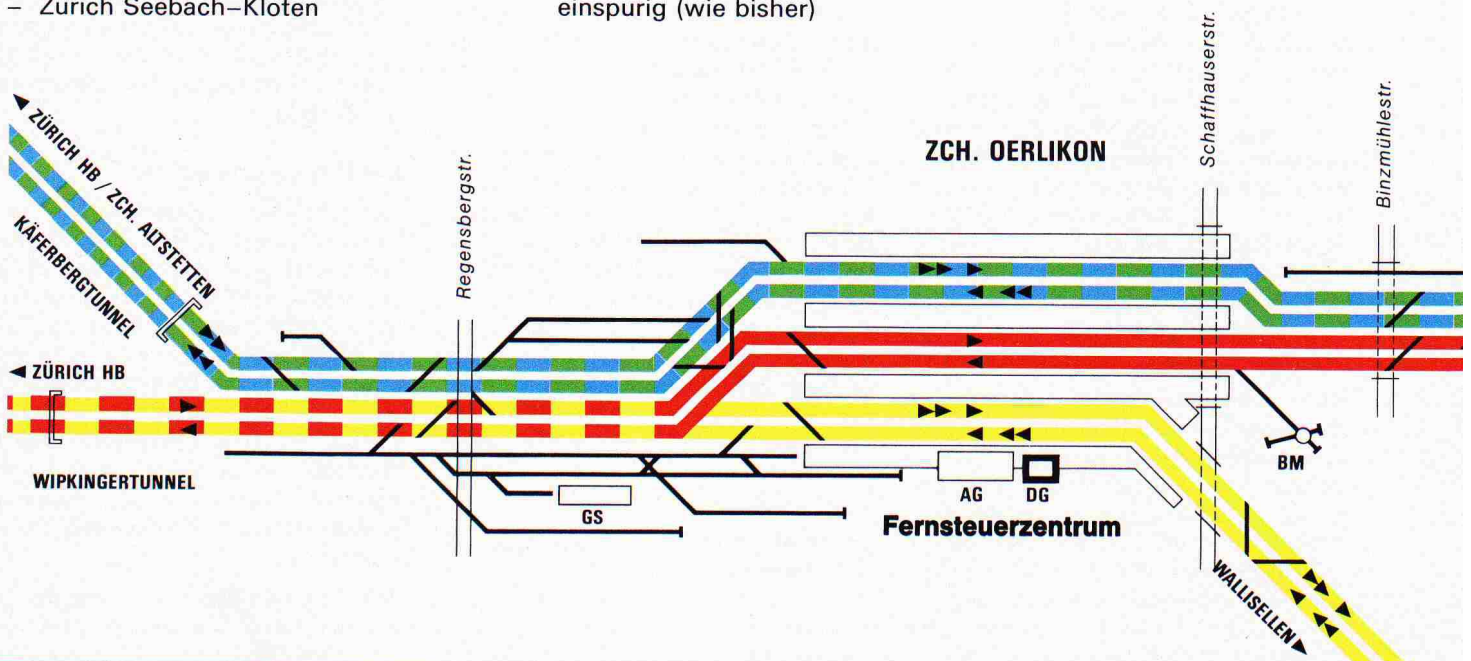 – Zürich Seebach–Kloten
einspurig (wie bisher)
Schaffhauserstr.
Binzmühlestr.
ZÜRICH HB / ZCH. ALTSTETTEN
KÄFERBERGTUNNEL
Regensbergstr.
ZCH. OERLIKON
ZÜRICH HB
WIPKINGERTUNNEL
GS
AG
DG
BM
Fernsteuerzentrum
WALLISELLEN